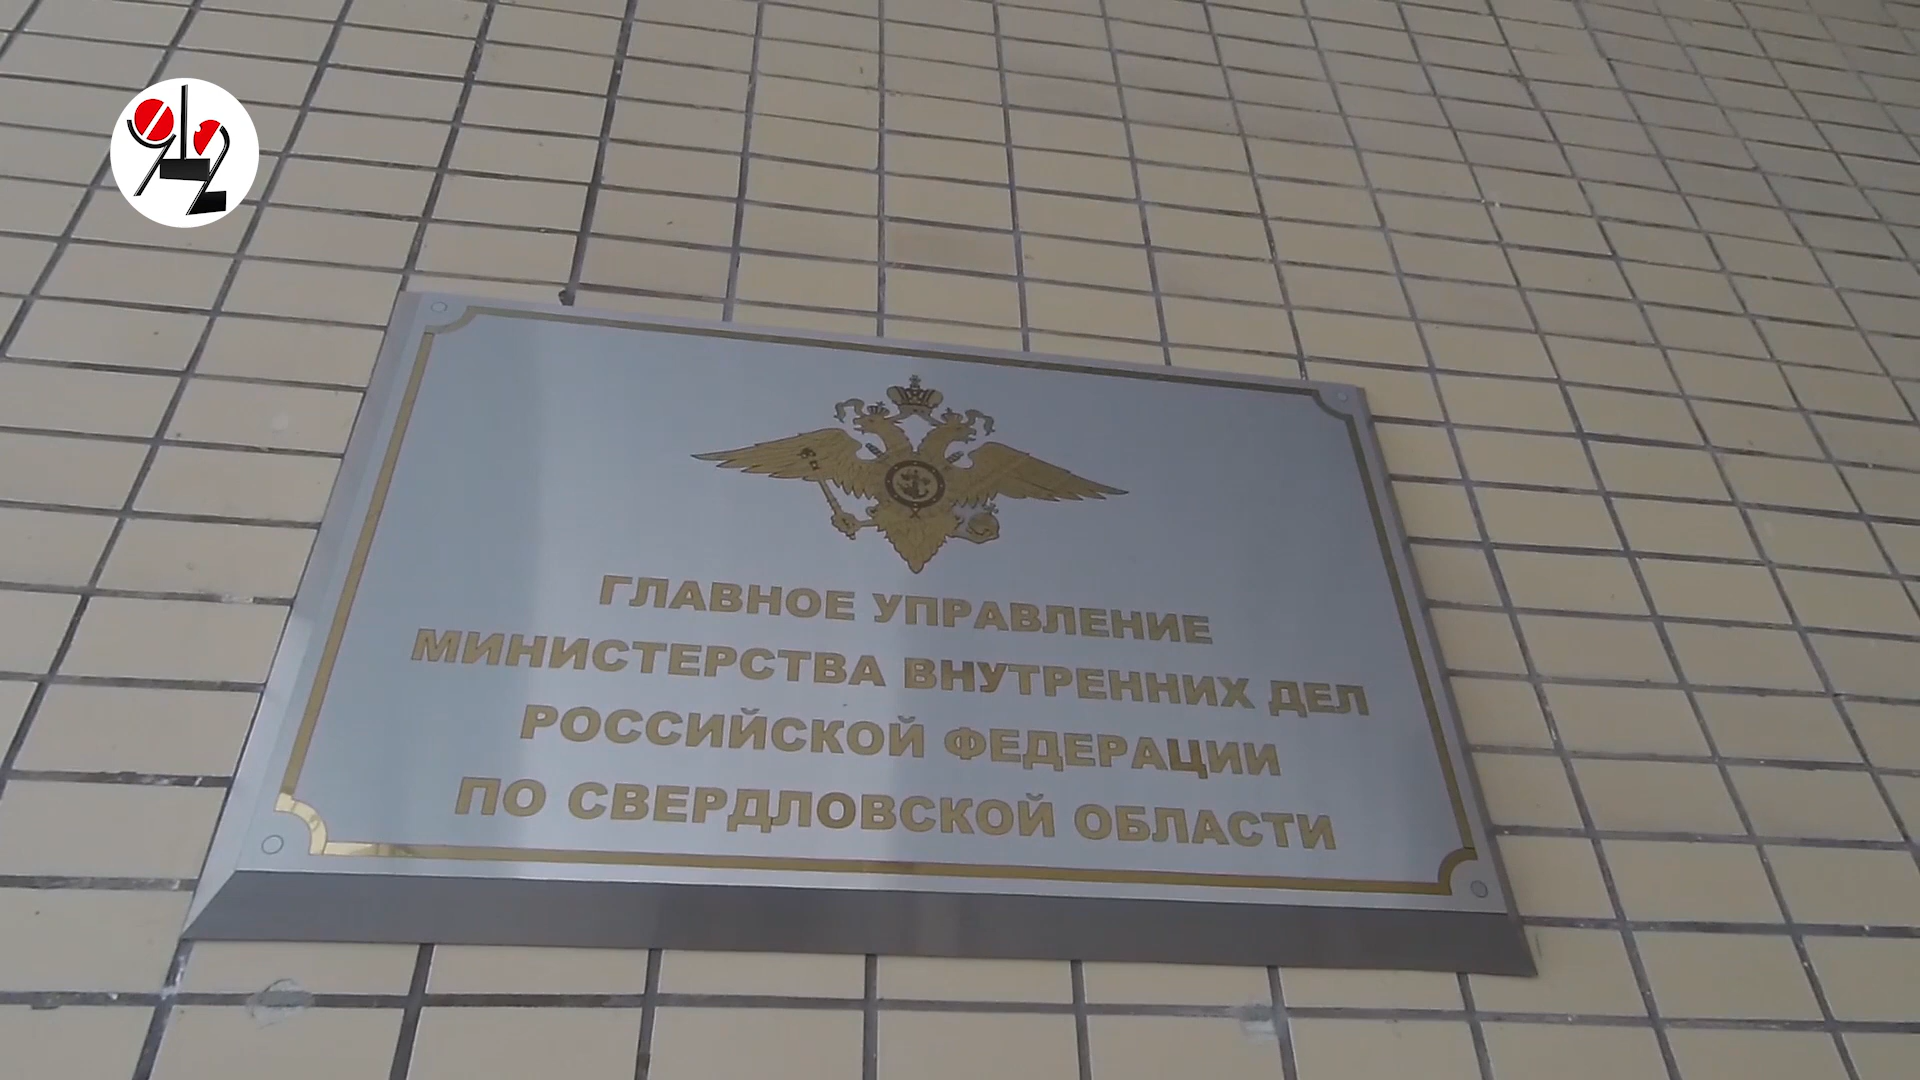 ГЛАВНОЕ УПРАВЛЕНИЕ
МИНИСТЕРСТВА ВНУТРЕННИХ ДЕЛ
РОССИЙСКОЙ ФЕДЕРАЦИИ
ПО СВЕРДЛОВСКОЙ ОБЛАСТИ